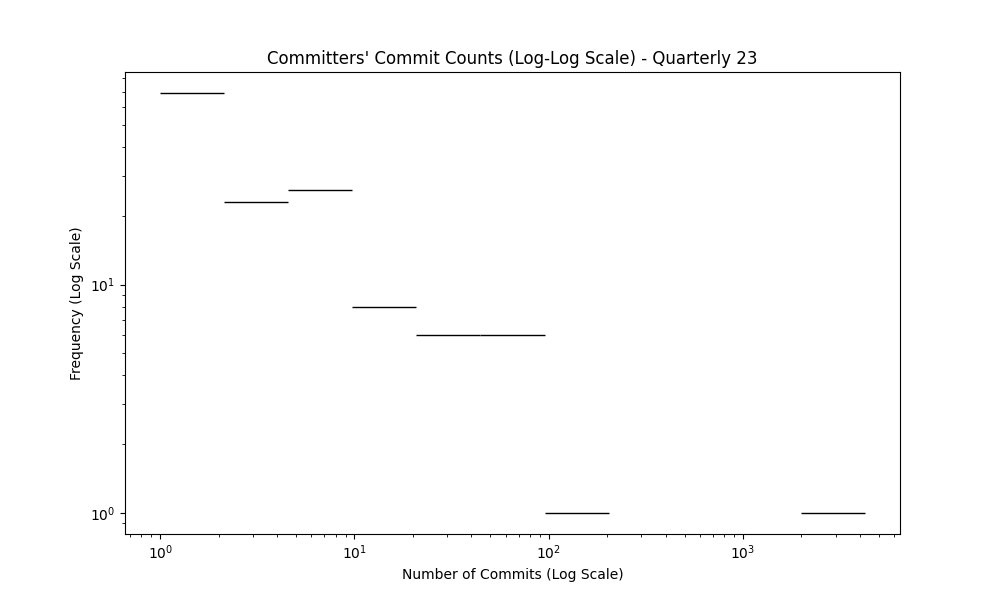 Committers' Commit Counts (Log-Log Scale) - Quarterly 23
Frequency (Log Scale)
10¹
10⁰
10⁰ 10¹ 10² 10³
Number of Commits (Log Scale)